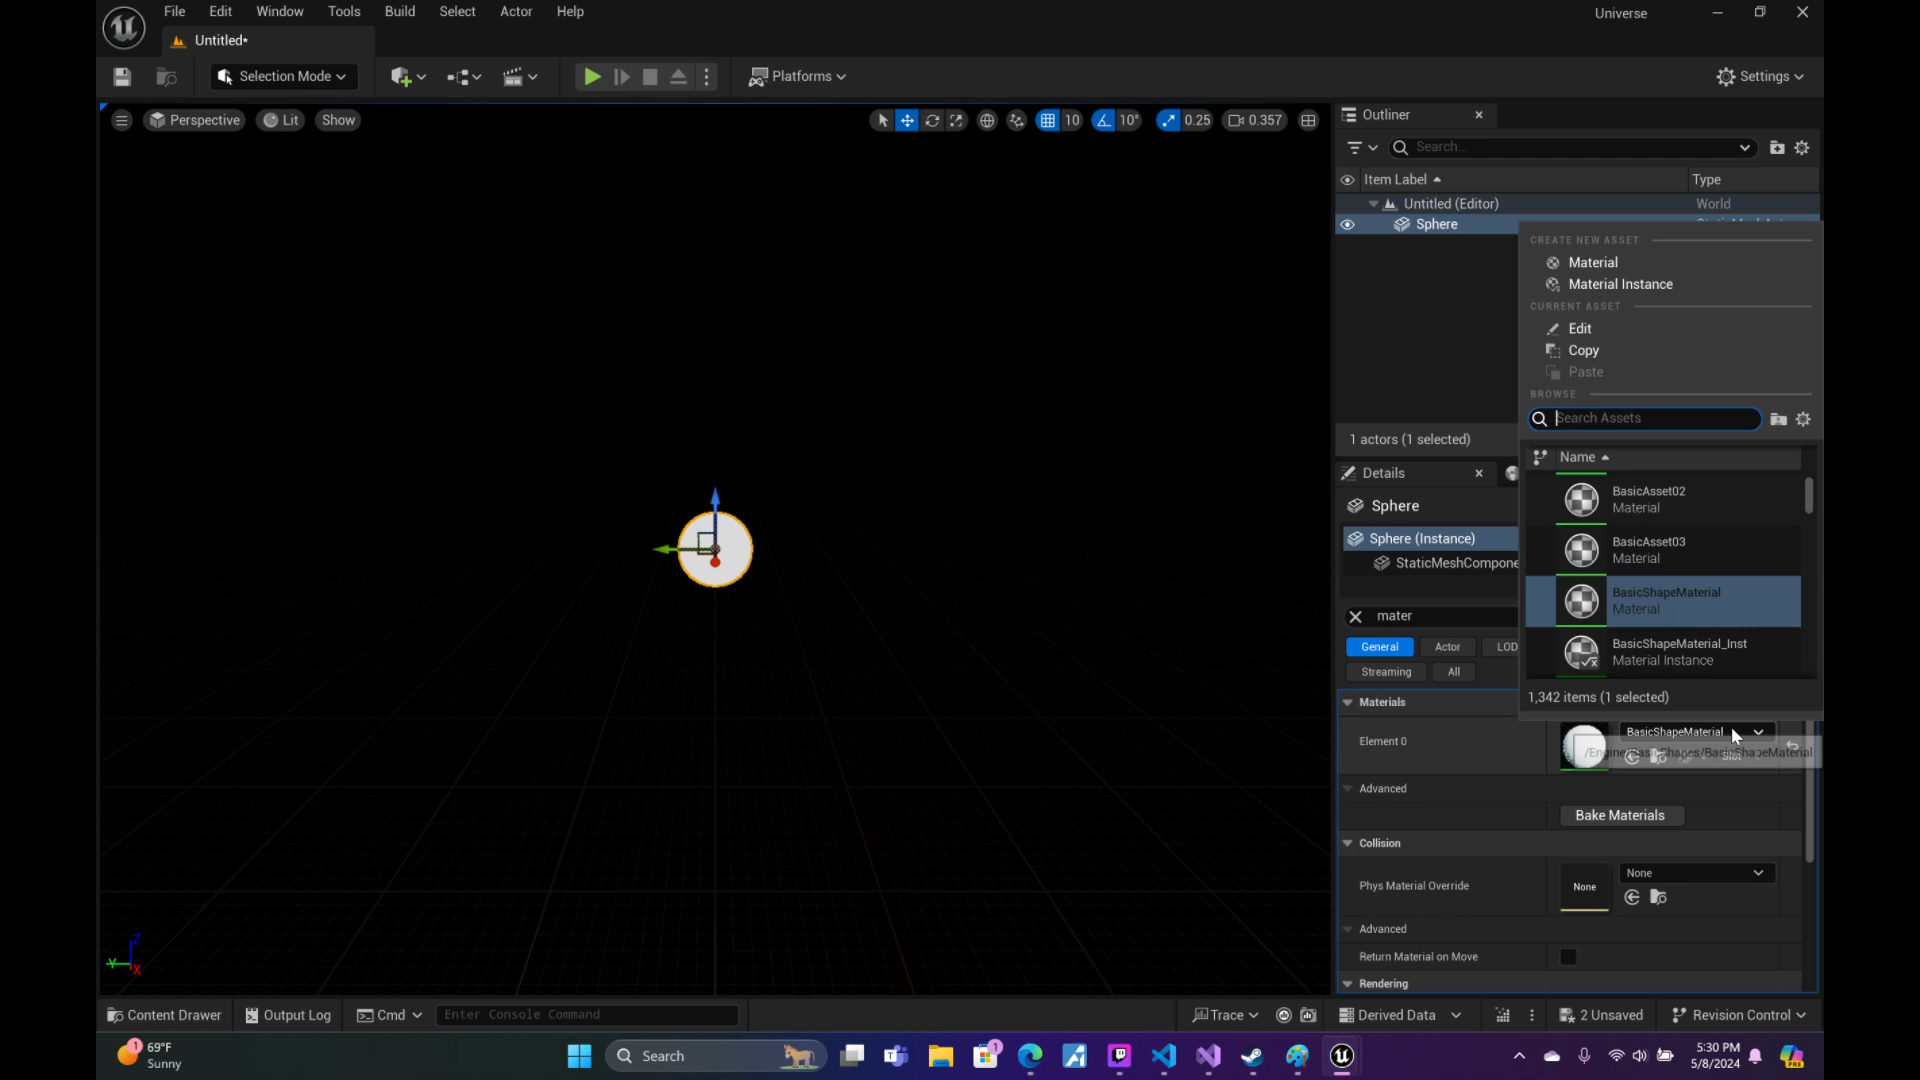 File Edit Window Tools Build Select Actor Help
Universe
Untitled*
Selection Mode
Platforms
Settings
Perspective Lit Show
10 10° 0.25 0.357
Outliner
Search...
Item Label Type
Untitled (Editor) World
Sphere
CREATE NEW ASSET
Material
Material Instance
CURRENT ASSET
Edit
Copy
Paste
BROWSE
Search Assets
1 actors (1 selected)
Name
Details
BasicAsset02
Material
Sphere
BasicAsset03
Material
Sphere (Instance)
StaticMeshCompone
BasicShapeMaterial
Material
mater
General Actor LOD
BasicShapeMaterial_Inst
Material Instance
Streaming All
1,342 items (1 selected)
Materials
Element 0
BasicShapeMaterial
/Engine/BasicShapes/BasicShapeMaterial
Advanced
Bake Materials
Collision
Phys Material Override
None
None
Advanced
Return Material on Move
Rendering
Content Drawer Output Log Cmd Enter Console Command Trace Derived Data 2 Unsaved Revision Control
1 69°F
Sunny
Search
1
5:30 PM
5/8/2024
PRE